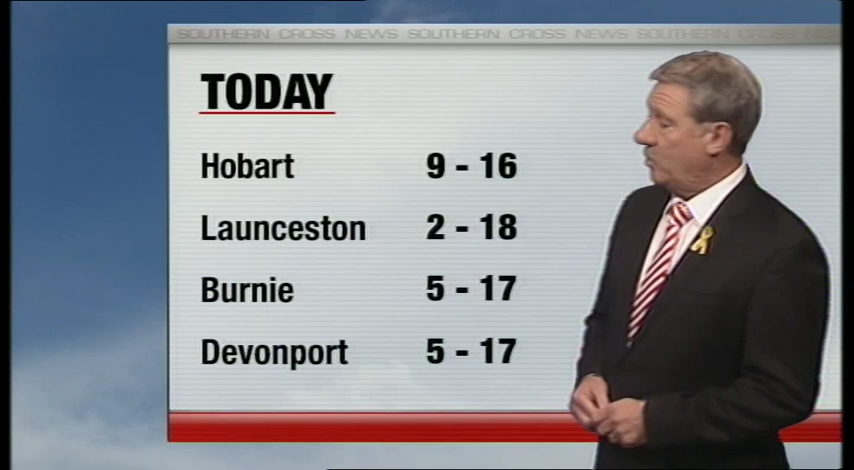 SOUTHERN CROSS NEWS SOUTHERN CROSS NEWS SOUTHERN CROSS NEWS
TODAY
Hobart 9 - 16
Launceston 2 - 18
Burnie 5 - 17
Devonport 5 - 17